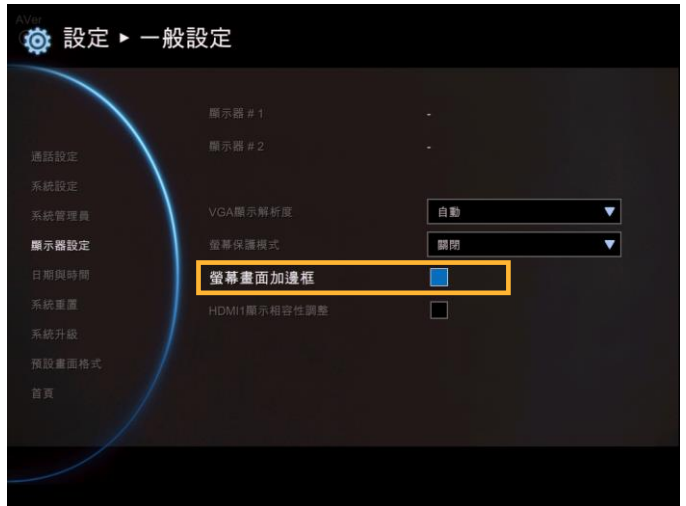 AVer
設定 ▸ 一般設定
顯示器 # 1 -
顯示器 # 2 -
通話設定
系統設定
系統管理員
顯示器設定
日期與時間
系統重置
系統升級
預設畫面格式
首頁
VGA顯示解析度 自動
螢幕保護模式 關閉
螢幕畫面加邊框
HDMI1顯示相容性調整